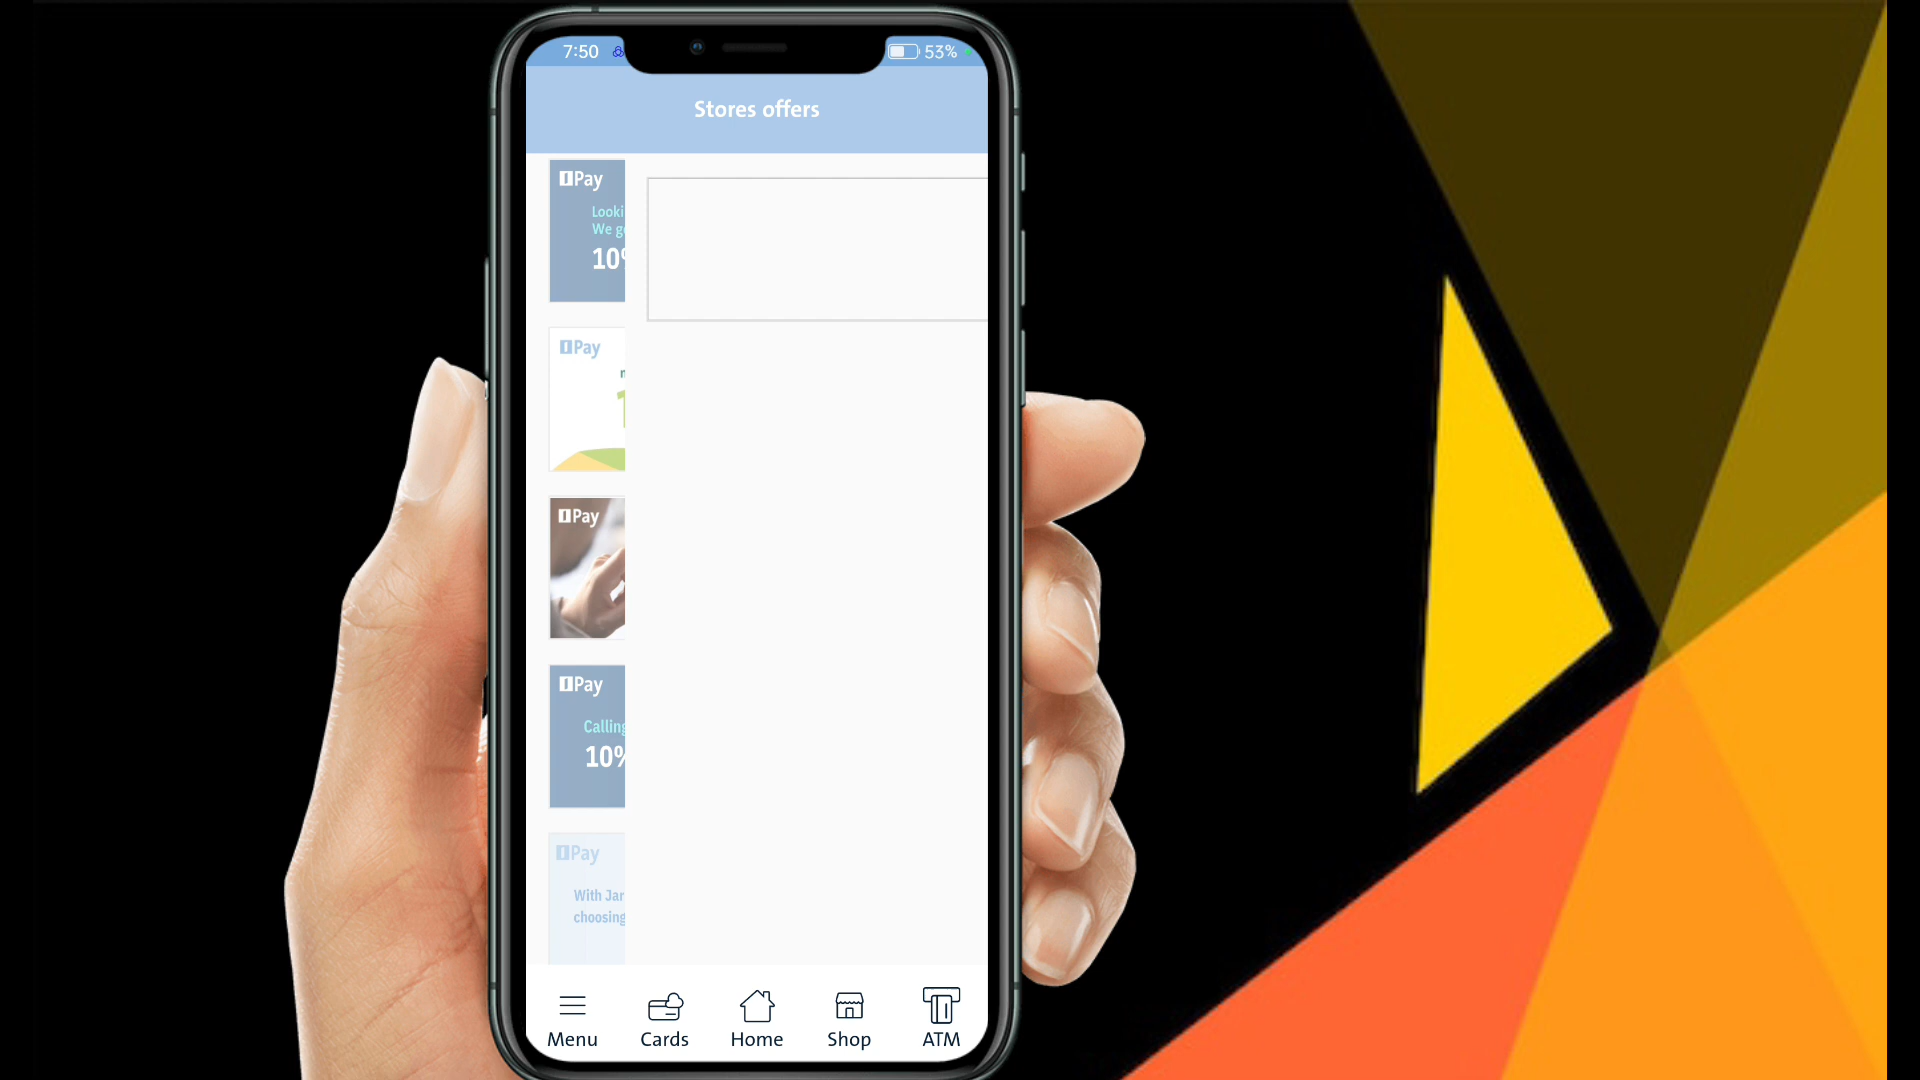 7:50
53%
Stores offers
Pay
Looki
We g
10%
Pay
Pay
Pay
Calling
10%
Pay
With Jar
choosing
Menu
Cards
Home
Shop
ATM